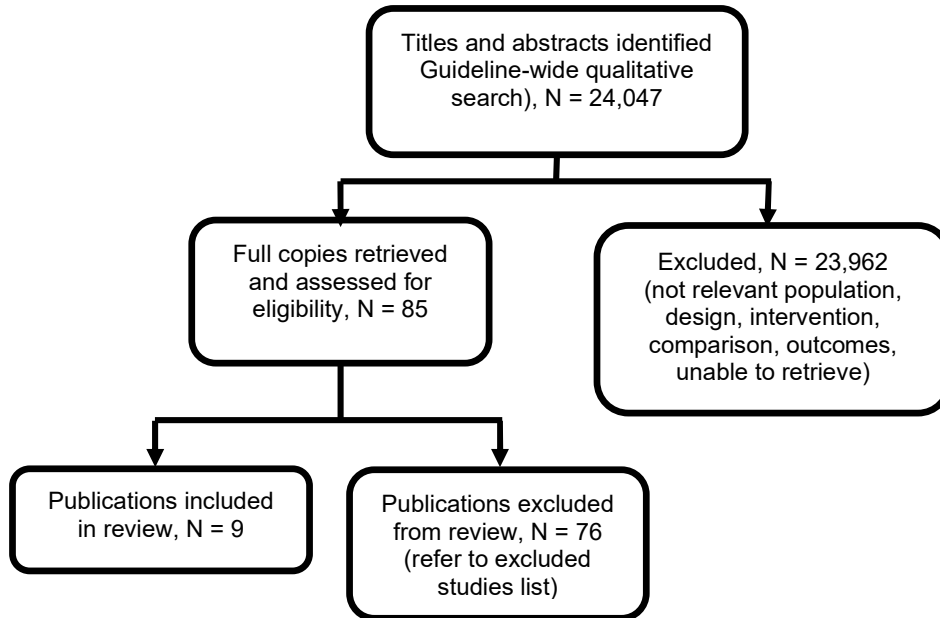 Titles and abstracts identified
Guideline-wide qualitative
search), N = 24,047
Full copies retrieved
and assessed for
eligibility, N = 85
Excluded, N = 23,962
(not relevant population,
design, intervention,
comparison, outcomes,
unable to retrieve)
Publications included
in review, N = 9
Publications excluded
from review, N = 76
(refer to excluded
studies list)